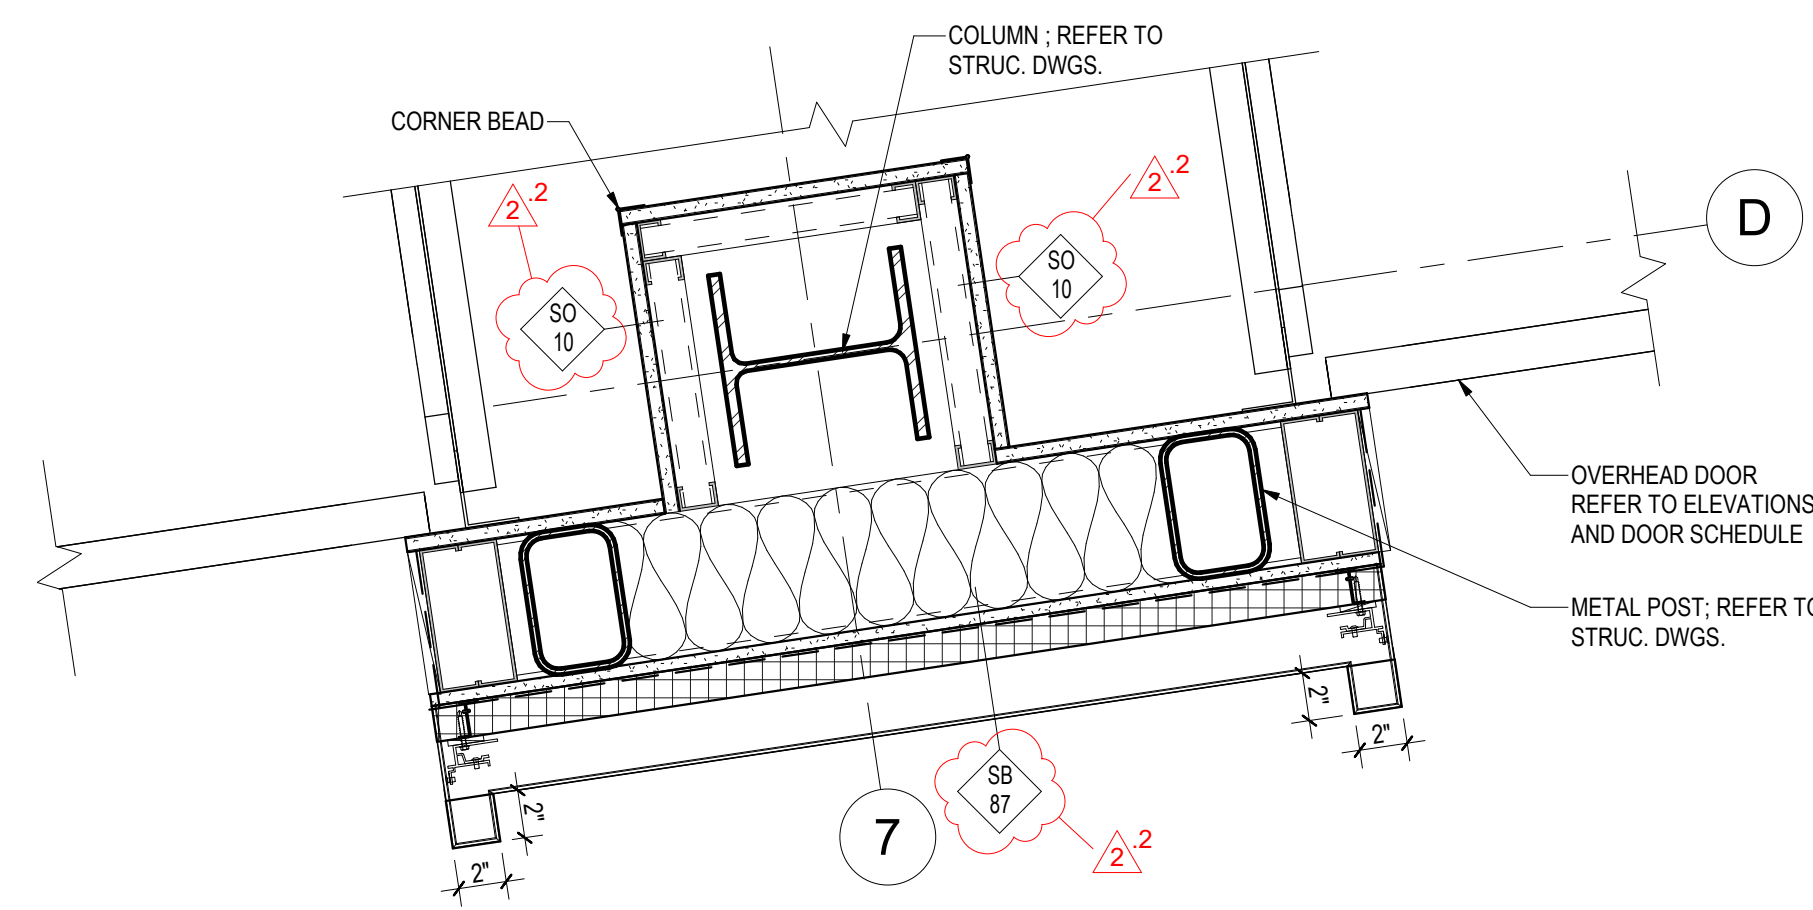 COLUMN ; REFER TO
STRUC. DWGS.
CORNER BEAD
2 .2
2 .2
D
SO
10
SO
10
OVERHEAD DOOR
REFER TO ELEVATIONS
AND DOOR SCHEDULE
METAL POST; REFER TO
STRUC. DWGS.
2"
2"
SB
87
2"
7
2 .2
2"